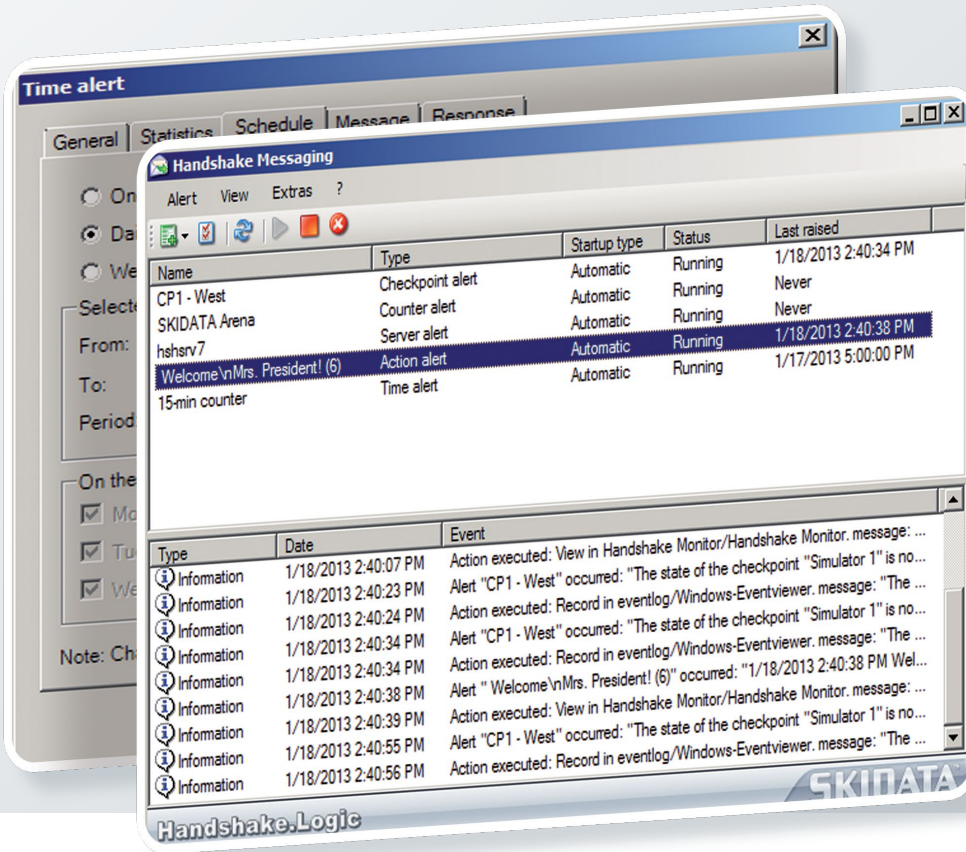 Time alert
General Statistics Schedule Message Response
Handshake Messaging
Alert View Extras ?
Name Type Startup type Status Last raised
CP1 - West Checkpoint alert Automatic Running 1/18/2013 2:40:34 PM
SKIDATA Arena Counter alert Automatic Running Never
hshsrv7 Server alert Automatic Running Never
Welcome\nMrs. President! (6) Action alert Automatic Running 1/18/2013 2:40:38 PM
15-min counter Time alert Automatic Running 1/17/2013 5:00:00 PM
On
Da
We
Selecte
From:
To:
Period:
On the
Mo
Tu
We
Note: Cha
Type Date Event
Information 1/18/2013 2:40:07 PM Action executed: View in Handshake Monitor/Handshake Monitor. message: ...
Information 1/18/2013 2:40:23 PM Alert "CP1 - West" occurred: "The state of the checkpoint "Simulator 1" is no...
Information 1/18/2013 2:40:24 PM Action executed: Record in eventlog/Windows-Eventviewer. message: "The ...
Information 1/18/2013 2:40:34 PM Alert "CP1 - West" occurred: "The state of the checkpoint "Simulator 1" is no...
Information 1/18/2013 2:40:34 PM Action executed: Record in eventlog/Windows-Eventviewer. message: "The ...
Information 1/18/2013 2:40:38 PM Alert " Welcome\nMrs. President! (6)" occurred: "1/18/2013 2:40:38 PM Wel...
Information 1/18/2013 2:40:39 PM Action executed: View in Handshake Monitor/Handshake Monitor. message: ...
Information 1/18/2013 2:40:55 PM Alert "CP1 - West" occurred: "The state of the checkpoint "Simulator 1" is no...
Information 1/18/2013 2:40:56 PM Action executed: Record in eventlog/Windows-Eventviewer. message: "The ...
Handshake.Logic SKIDATA